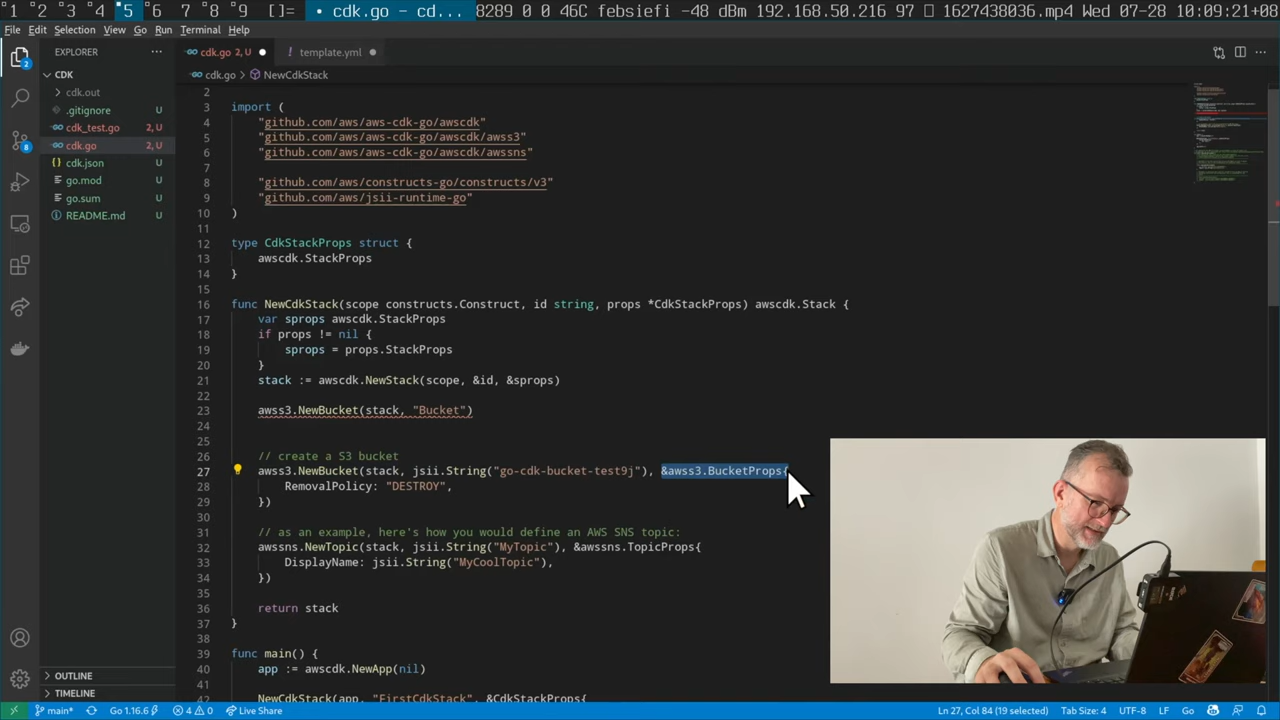 1 2 3 4 5 6 7 8 9 []= • cdk.go - cd... 8289 0 0 46C febsiefi -48 dBm 192.168.50.216 97 1627438036.mp4 Wed 07-28 10:09:21+08
File Edit Selection View Go Run Terminal Help
EXPLORER ...
cdk.go 2, U
template.yml
CDK
cdk.go > NewCdkStack
cdk.out
.gitignore U
cdk_test.go 2, U
cdk.go 2, U
cdk.json U
go.mod U
go.sum U
README.md U
OUTLINE
TIMELINE
2
2
3 import (
4 "github.com/aws/aws-cdk-go/awscdk"
5 "github.com/aws/aws-cdk-go/awscdk/awss3"
6 "github.com/aws/aws-cdk-go/awscdk/awssns"
7
8 "github.com/aws/constructs-go/constructs/v3"
9 "github.com/aws/jsii-runtime-go"
10 )
11
12 type CdkStackProps struct {
13 awscdk.StackProps
14 }
15
16 func NewCdkStack(scope constructs.Construct, id string, props *CdkStackProps) awscdk.Stack {
17 var sprops awscdk.StackProps
18 if props != nil {
19 sprops = props.StackProps
20 }
21 stack := awscdk.NewStack(scope, &id, &sprops)
22
23 awss3.NewBucket(stack, "Bucket")
24
25
26 // create a S3 bucket
27 awss3.NewBucket(stack, jsii.String("go-cdk-bucket-test9j"), &awss3.BucketProps{
28 RemovalPolicy: "DESTROY",
29 })
30
31 // as an example, here's how you would define an AWS SNS topic:
32 awssns.NewTopic(stack, jsii.String("MyTopic"), &awssns.TopicProps{
33 DisplayName: jsii.String("MyCoolTopic"),
34 })
35
36 return stack
37 }
38
39 func main() {
40 app := awscdk.NewApp(nil)
41
42 NewCdkStack(app, "FirstCdkStack", &CdkStackProps{
8
main* Go 1.16.6 4 0 Live Share
Ln 27, Col 84 (19 selected) Tab Size: 4 UTF-8 LF Go